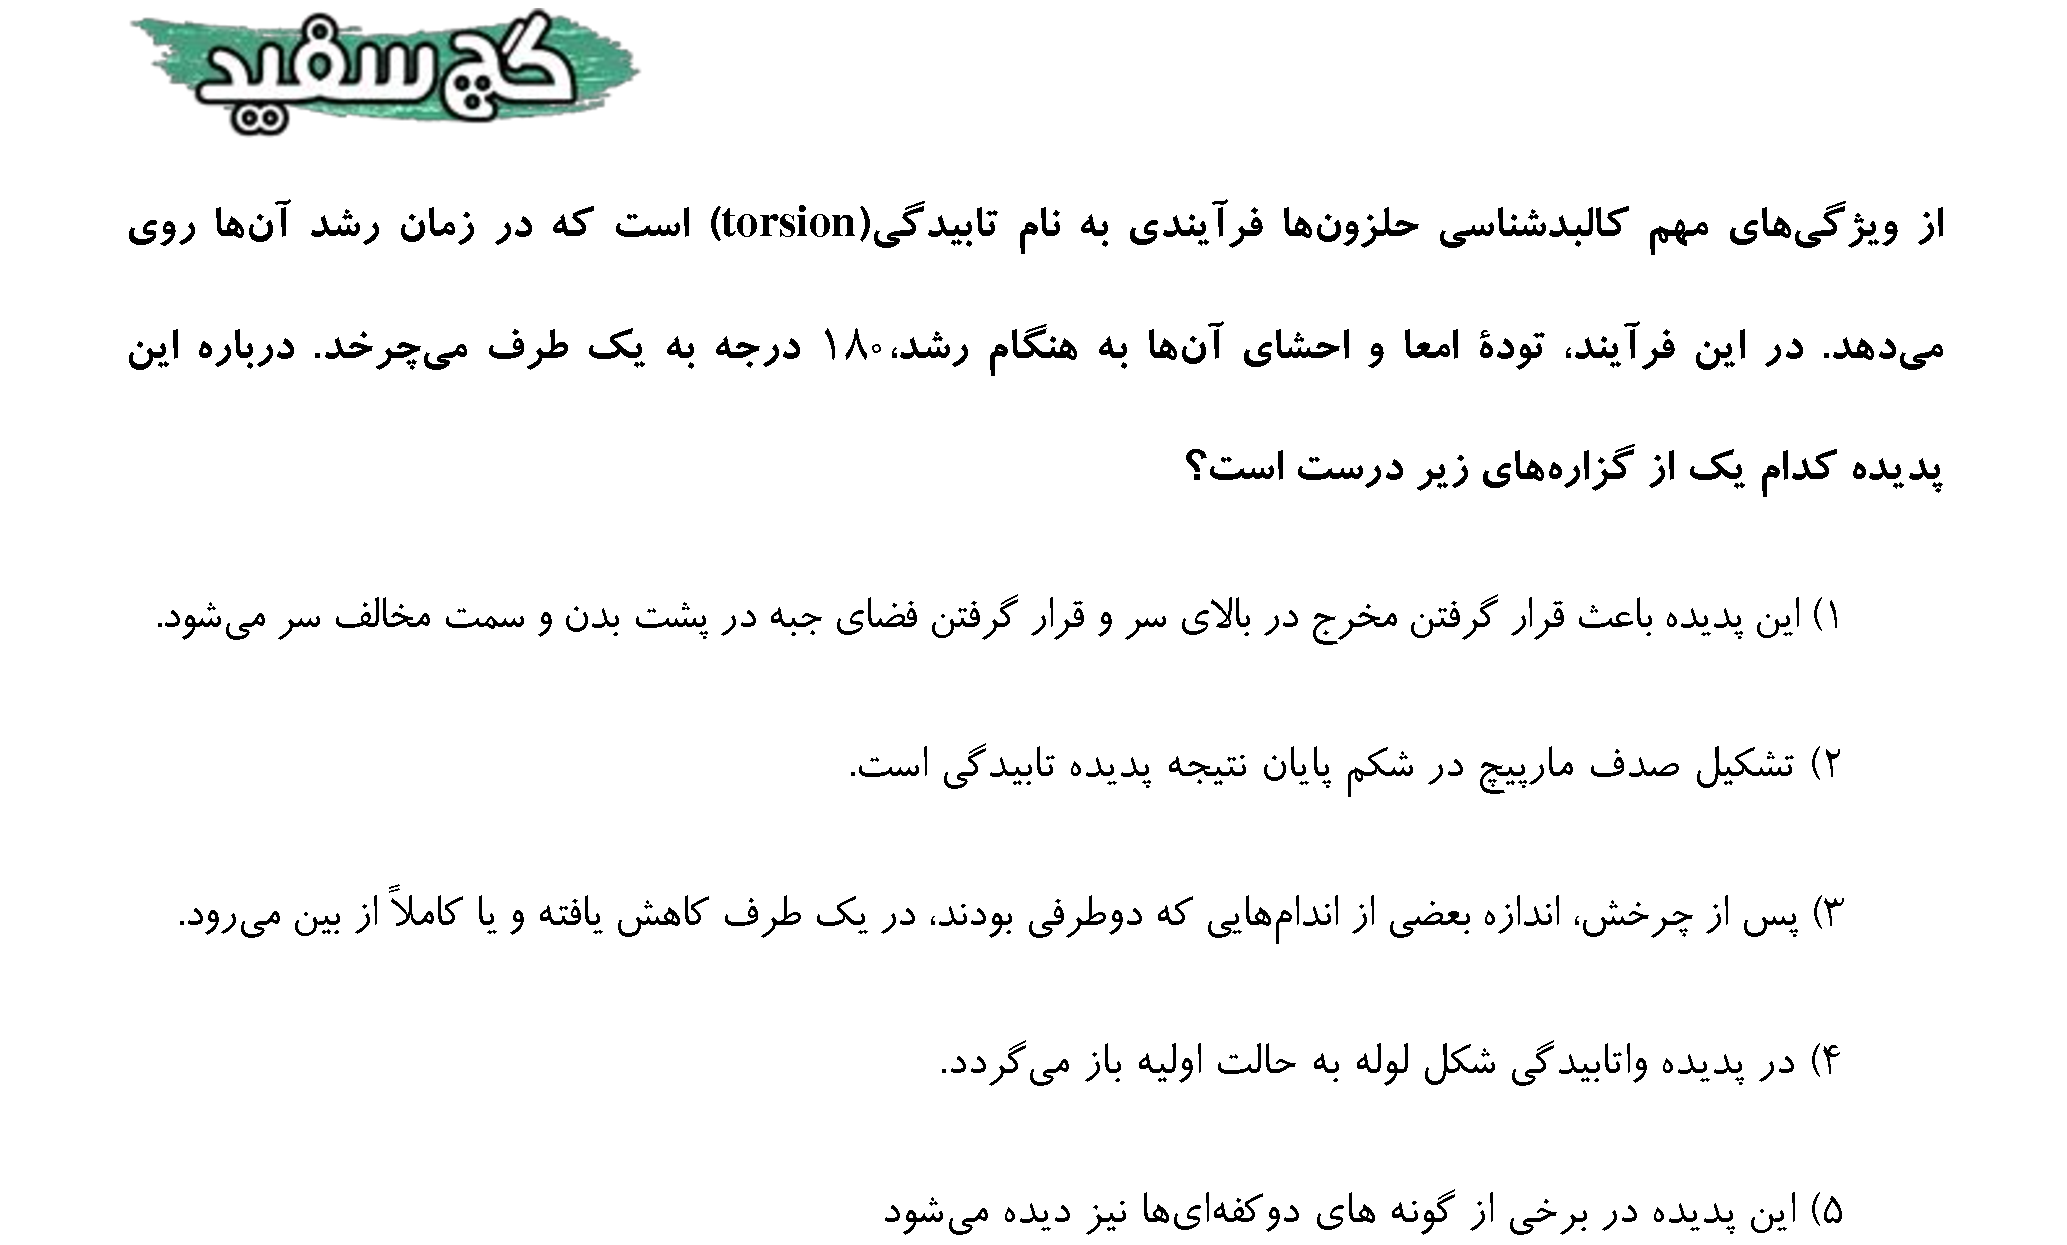 گچ سفید
از ویژگی‌های مهم کالبدشناسی حلزون‌ها فرآیندی به نام تابیدگی(torsion) است که در زمان رشد آن‌ها روی
می‌دهد. در این فرآیند، تودهٔ امعا و احشای آن‌ها به هنگام رشد،۱۸۰ درجه به یک طرف می‌چرخد. درباره این
پدیده کدام یک از گزاره‌های زیر درست است؟
۱) این پدیده باعث قرار گرفتن مخرج در بالای سر و قرار گرفتن فضای جبه در پشت بدن و سمت مخالف سر می‌شود.
۲) تشکیل صدف مارپیچ در شکم پایان نتیجه پدیده تابیدگی است.
۳) پس از چرخش، اندازه بعضی از اندام‌هایی که دوطرفی بودند، در یک طرف کاهش یافته و یا کاملاً از بین می‌رود.
۴) در پدیده واتابیدگی شکل لوله به حالت اولیه باز می‌گردد.
۵) این پدیده در برخی از گونه های دوکفه‌ای‌ها نیز دیده می‌شود